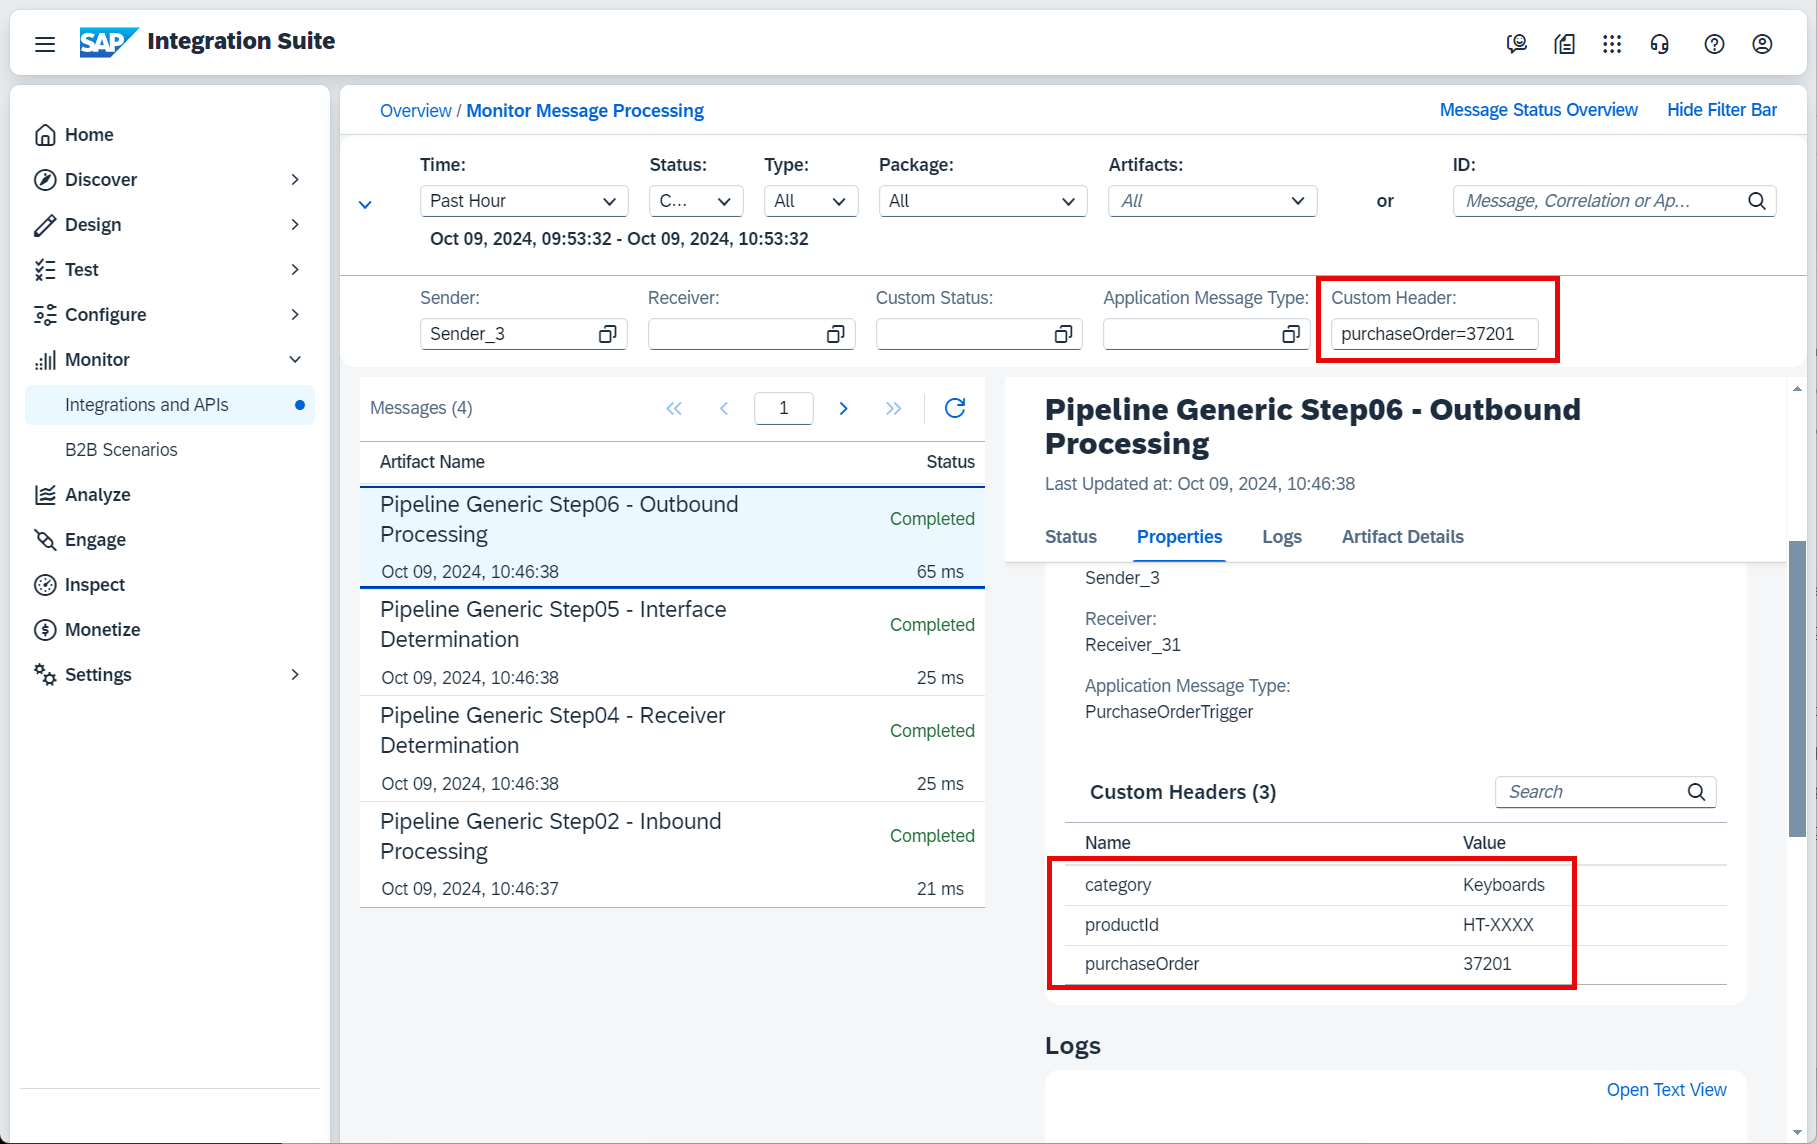 SAP Integration Suite
Home
Discover
Design
Test
Configure
Monitor
Integrations and APIs
B2B Scenarios
Analyze
Engage
Inspect
Monetize
Settings
Overview / Monitor Message Processing
Message Status Overview
Hide Filter Bar
Time: Status: Type: Package: Artifacts: ID:
Past Hour C... All All All or Message, Correlation or Ap...
Oct 09, 2024, 09:53:32 - Oct 09, 2024, 10:53:32
Sender: Receiver: Custom Status: Application Message Type: Custom Header:
Sender_3 purchaseOrder=37201
Messages (4) 1
Artifact Name Status
Pipeline Generic Step06 - Outbound
Processing
Completed
Oct 09, 2024, 10:46:38 65 ms
Pipeline Generic Step05 - Interface
Determination
Completed
Oct 09, 2024, 10:46:38 25 ms
Pipeline Generic Step04 - Receiver
Determination
Completed
Oct 09, 2024, 10:46:38 25 ms
Pipeline Generic Step02 - Inbound
Processing
Completed
Oct 09, 2024, 10:46:37 21 ms
Pipeline Generic Step06 - Outbound
Processing
Last Updated at: Oct 09, 2024, 10:46:38
Status Properties Logs Artifact Details
Sender_3
Receiver:
Receiver_31
Application Message Type:
PurchaseOrderTrigger
Custom Headers (3) Search
Name Value
category Keyboards
productId HT-XXXX
purchaseOrder 37201
Logs
Open Text View